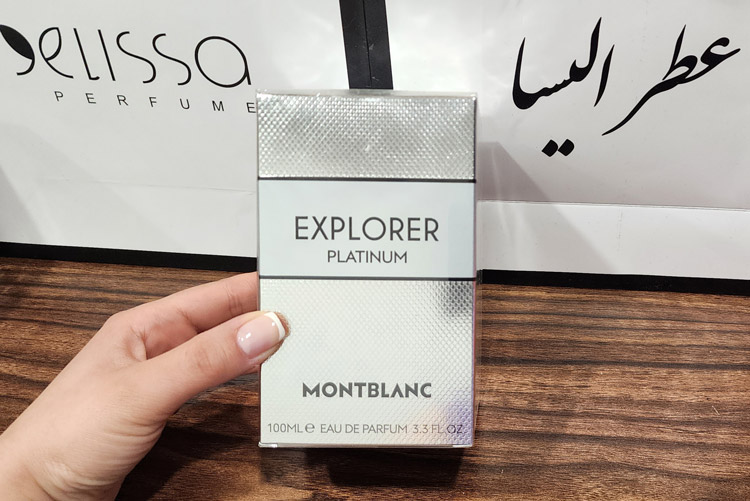 elissa
PERFUME
عطر اليسا
EXPLORER
PLATINUM
MONTBLANC
100ML ℮ EAU DE PARFUM 3.3 FL.OZ